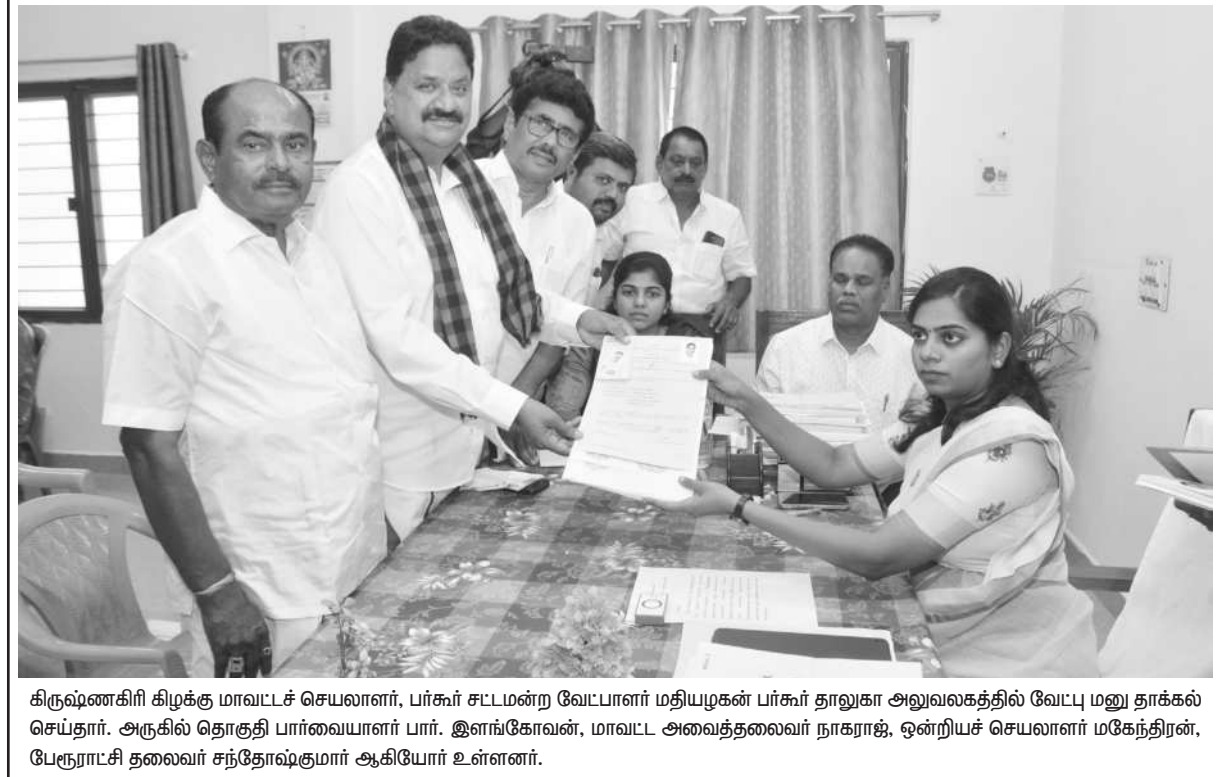 கிருஷ்ணகிரி கிழக்கு மாவட்டச் செயலாளர், பர்கூர் சட்டமன்ற வேட்பாளர் மதியழகன் பர்கூர் தாலுகா அலுவலகத்தில் வேட்பு மனு தாக்கல்
செய்தார். அருகில் தொகுதி பார்வையாளர் பார். இளங்கோவன், மாவட்ட அவைத்தலைவர் நாகராஜ், ஒன்றியச் செயலாளர் மகேந்திரன்,
பேரூராட்சி தலைவர் சந்தோஷ்குமார் ஆகியோர் உள்ளனர்.